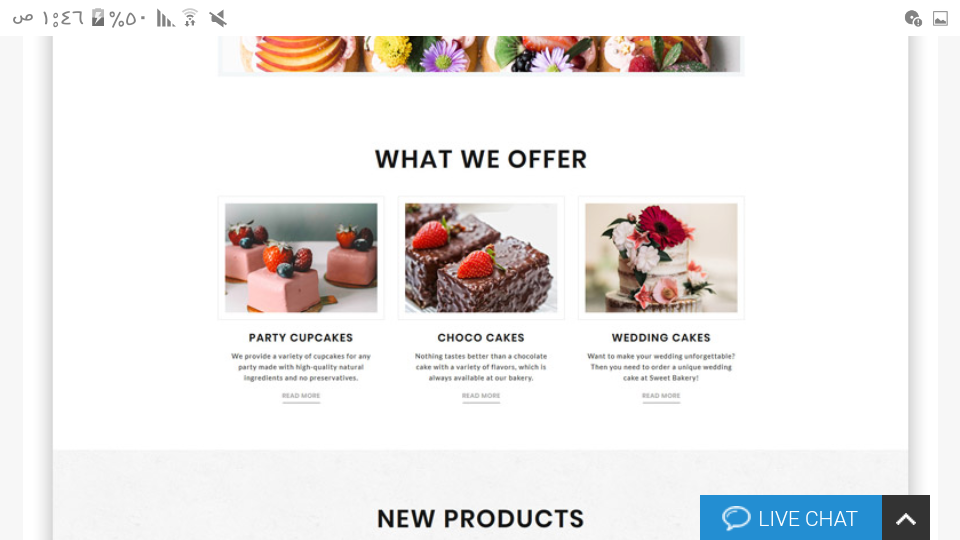 ص ١:٤٦ %٥٠
WHAT WE OFFER
PARTY CUPCAKES
We provide a variety of cupcakes for any
party made with high-quality natural
ingredients and no preservatives.
READ MORE
CHOCO CAKES
Nothing tastes better than a chocolate
cake with a variety of flavors, which is
always available at our bakery.
READ MORE
WEDDING CAKES
Want to make your wedding unforgettable?
Then you need to order a unique wedding
cake at Sweet Bakery!
READ MORE
NEW PRODUCTS
LIVE CHAT